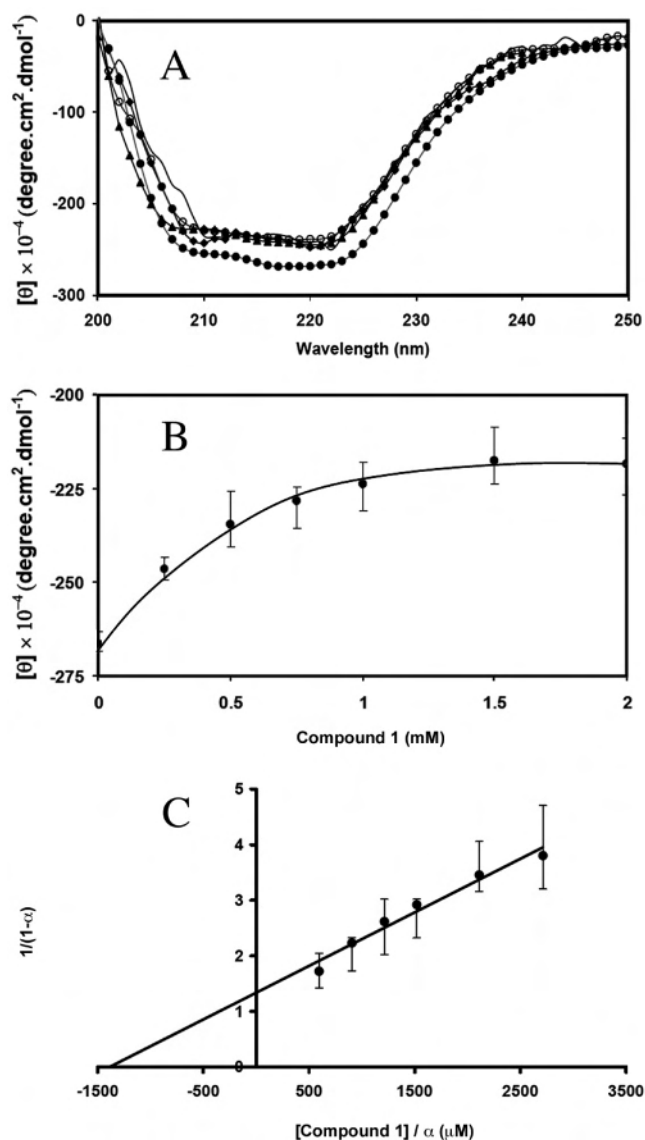 A
0
-100
-200
-300
[θ] × 10⁻⁴ (degree.cm².dmol⁻¹)
200 210 220 230 240 250
Wavelength (nm)
B
-200
-225
-250
-275
[θ] × 10⁻⁴ (degree.cm².dmol⁻¹)
0 0.5 1 1.5 2
Compound 1 (mM)
C
5
4
3
2
1
0
1/(1-α)
-1500 -500 500 1500 2500 3500
[Compound 1] / α (μM)